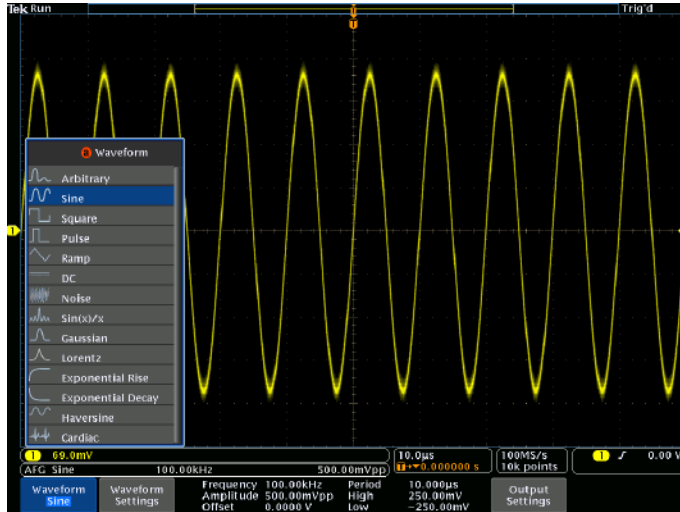 Tek Run Trig'd
a Waveform
Arbitrary
Sine
Square
Pulse
Ramp
DC
Noise
Sin(x)/x
Gaussian
Lorentz
Exponential Rise
Exponential Decay
Haversine
Cardiac
1 69.0mV 10.0µs 100MS/s 1 0.00 V
AFG Sine 100.00kHz 500.00mVpp 0.000000 s 10k points
Waveform Sine
Waveform Settings
Frequency 100.00kHz Period 10.000µs
Amplitude 500.00mVpp High 250.00mV
Offset 0.0000 V Low -250.00mV
Output Settings